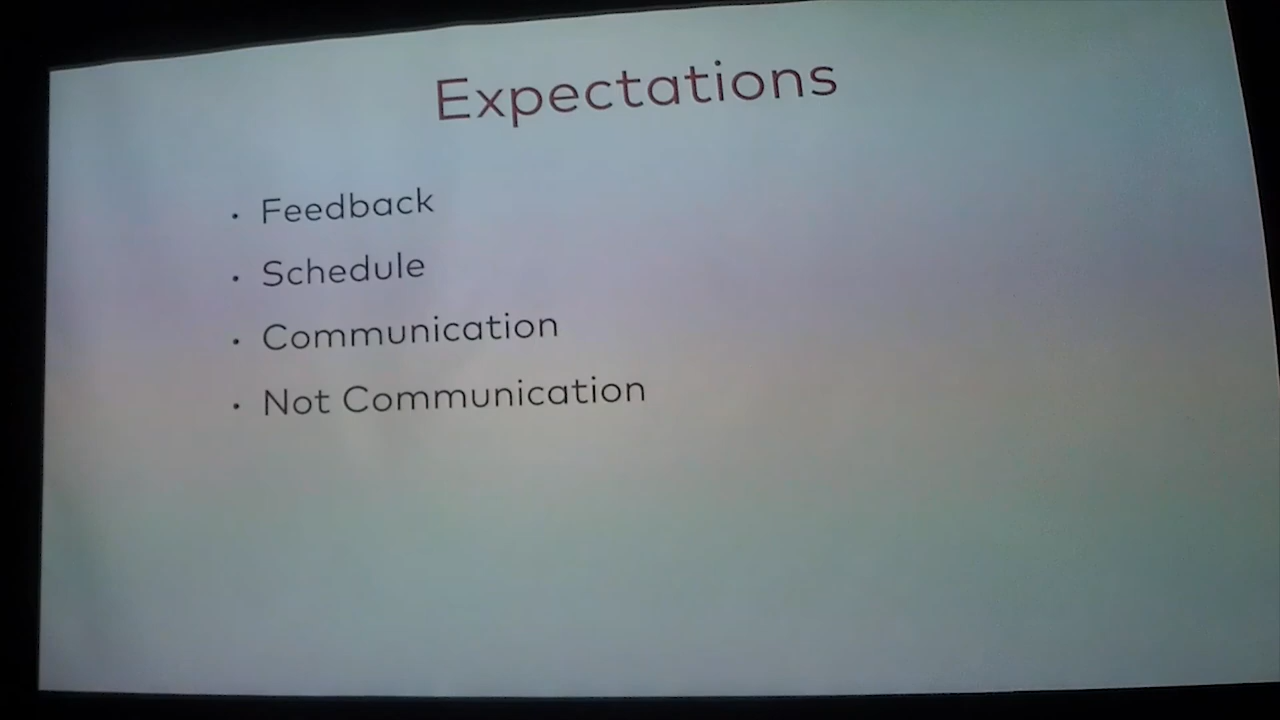 Expectations
· Feedback
· Schedule
· Communication
· Not Communication